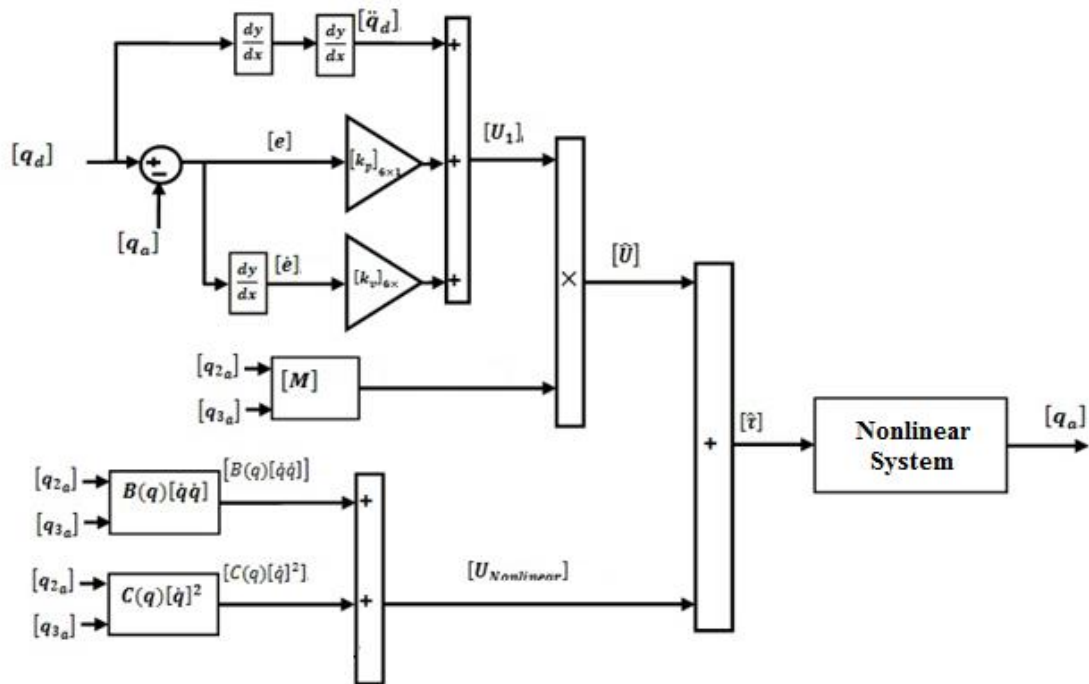 dy/dx
dy/dx
[q̈_d]
+
[q_d]
+
−
[q_a]
[e]
[k_p]_6×1
+
[U_1]
dy/dx
[ė]
[k_v]_6×
+
×
[Û]
[q_2a]
[q_3a]
[M]
+
[τ̂]
Nonlinear
System
[q_a]
[q_2a]
[q_3a]
B(q)[q̇q̇]
[B(q)[q̇q̇]]
+
[q_2a]
[q_3a]
C(q)[q̇]²
[C(q)[q̇]²]
+
[U_Nonlinear]